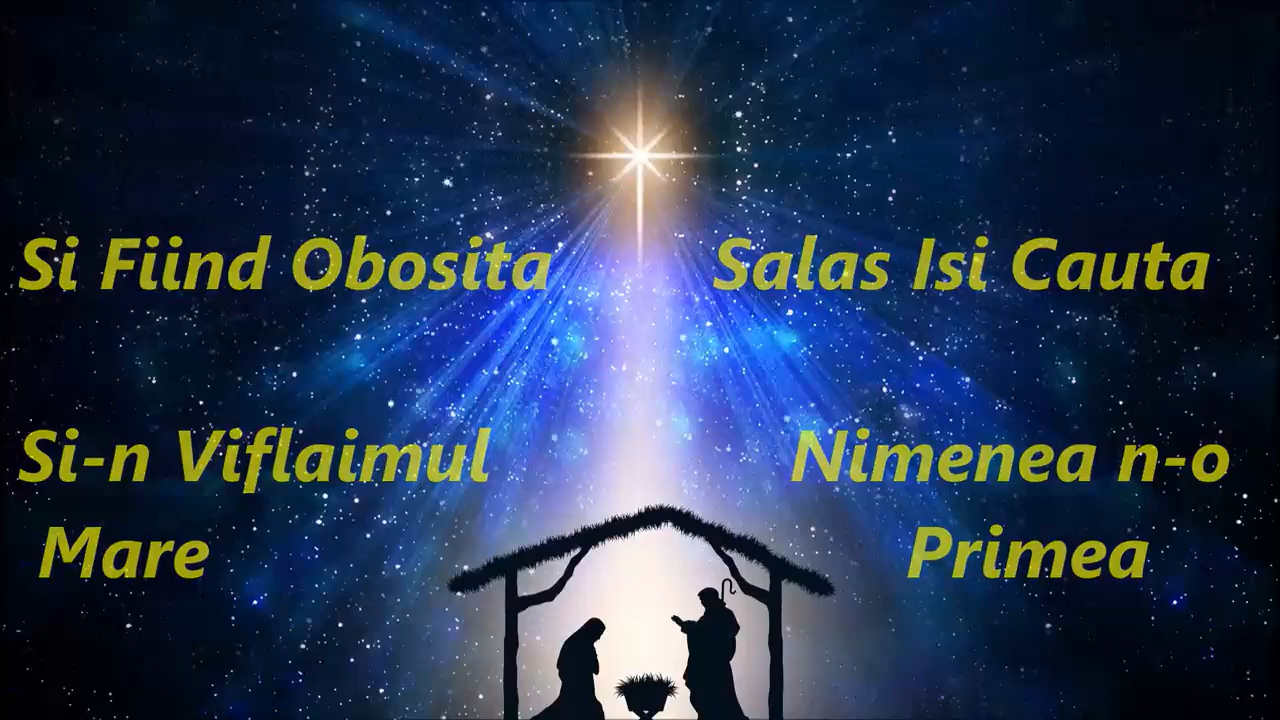 Si Fiind Obosita
Salas Isi Cauta
Si-n Viflaimul
Mare
Nimenea n-o
Primea